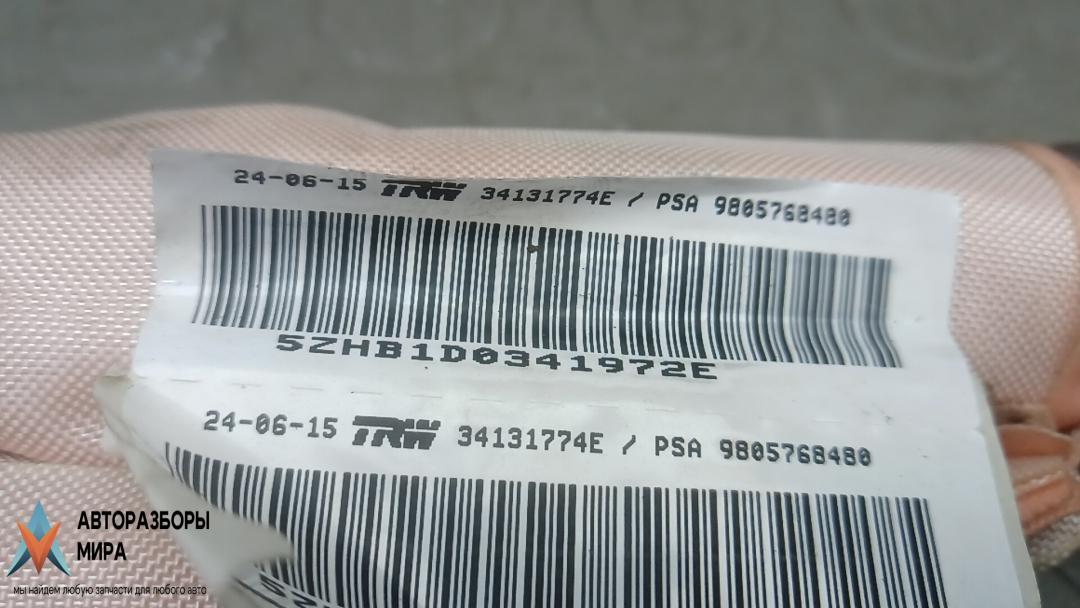 24-06-15 TRW 34131774E / PSA 9805768480
5ZHB1D0341972E
24-06-15 TRW 34131774E / PSA 9805768480
АВТОРАЗБОРЫ
МИРА
мы найдем любую запчасти для любого авто